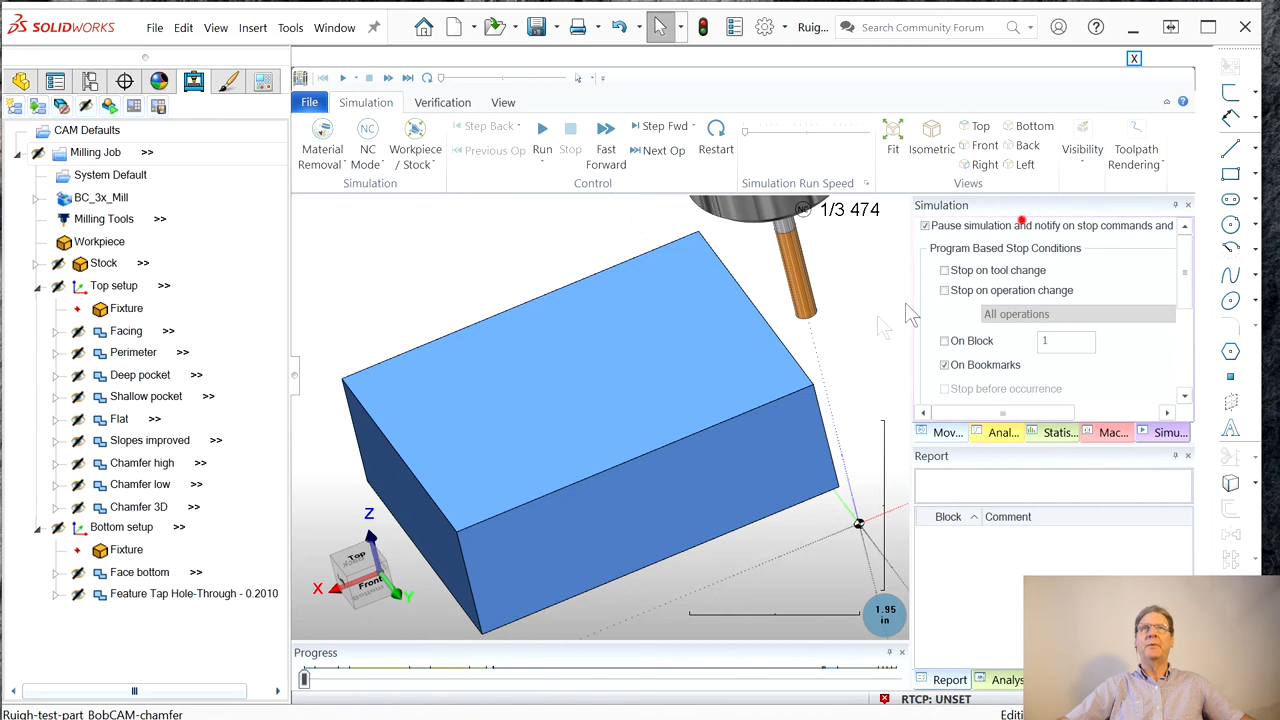 SOLIDWORKS File Edit View Insert Tools Window Ruig... Search Community Forum
X
File Simulation Verification View
Material Removal NC Mode Workpiece / Stock
Simulation
Step Back Previous Op Run Stop Fast Forward Step Fwd Next Op Restart
Control
Simulation Run Speed
Fit Isometric Top Front Right Bottom Back Left
Views
Visibility Toolpath Rendering
CAM Defaults
Milling Job >>
System Default
BC_3x_Mill
Milling Tools >>
Workpiece
Stock >>
Top setup >>
Fixture
Facing >>
Perimeter >>
Deep pocket >>
Shallow pocket >>
Flat >>
Slopes improved >>
Chamfer high >>
Chamfer low >>
Chamfer 3D >>
Bottom setup >>
Fixture
Face bottom >>
Feature Tap Hole-Through - 0.2010
NC 1/3 474
Z
X
Y
Top
Front
1.95
in
Simulation
Pause simulation and notify on stop commands and
Program Based Stop Conditions
Stop on tool change
Stop on operation change
All operations
On Block 1
On Bookmarks
Stop before occurrence
Mov... Anal... Statis... Mac... Simu...
Report
Block Comment
Progress
Report Analys
RTCP: UNSET
Ruigh-test-part BobCAM-chamfer
Editi